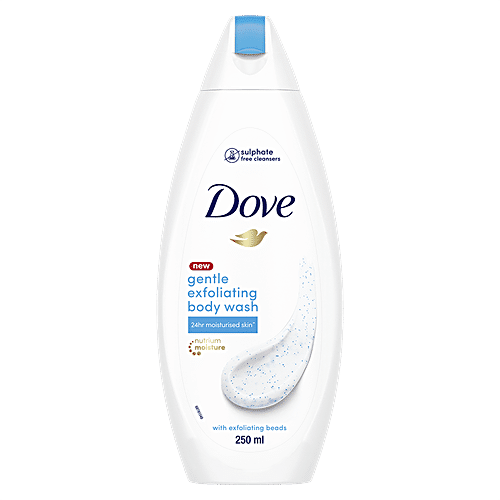 sulphate
free cleansers
Dove
new
gentle
exfoliating
body wash
24hr moisturised skin*
nutrium
moisture
with exfoliating beads
250 ml